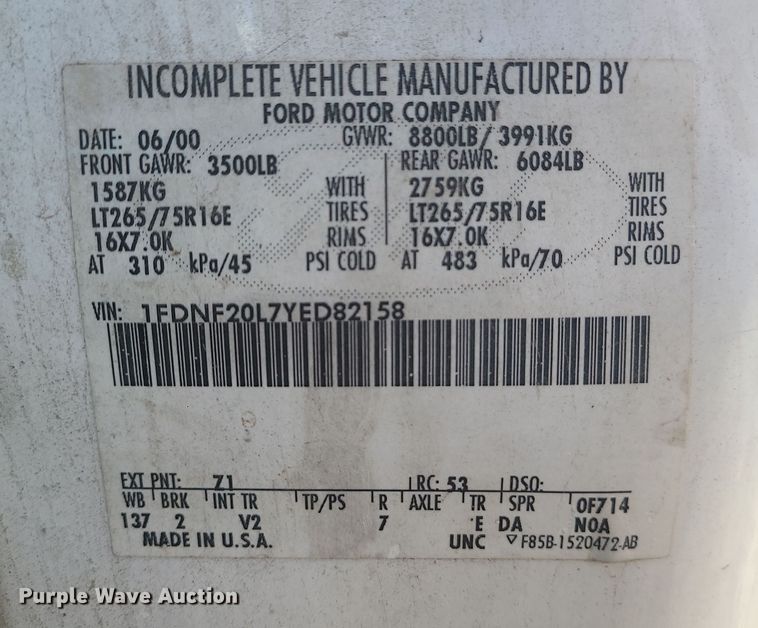 INCOMPLETE VEHICLE MANUFACTURED BY
FORD MOTOR COMPANY
DATE: 06/00 GVWR: 8800LB/ 3991KG
FRONT GAWR: 3500LB REAR GAWR: 6084LB
1587KG WITH 2759KG WITH
LT265/75R16E TIRES LT265/75R16E TIRES
16X7.0K RIMS 16X7.0K RIMS
AT 310 kPa/45 PSI COLD AT 483 kPa/70 PSI COLD
VIN: 1FDNF20L7YED82158
EXT PNT: Z1 RC: 53 DSO:
WB BRK INT TR TP/PS R AXLE TR SPR 0F714
137 2 V2 7 E DA N0A
MADE IN U.S.A. UNC ▽ F85B-1520472-AB
Purple Wave Auction